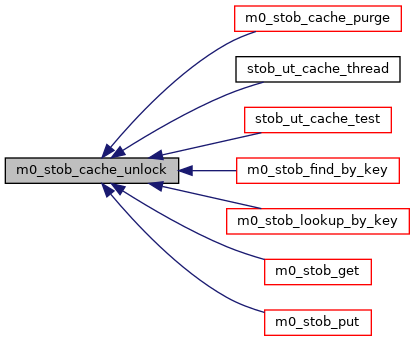 m0_stob_cache_purge
stob_ut_cache_thread
stob_ut_cache_test
m0_stob_cache_unlock
m0_stob_find_by_key
m0_stob_lookup_by_key
m0_stob_get
m0_stob_put